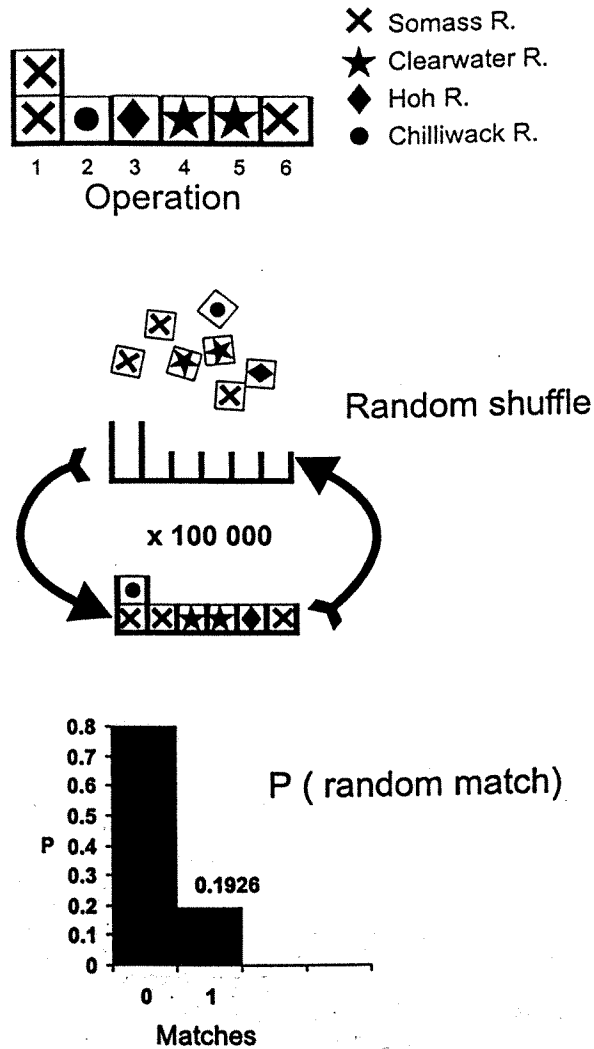 Somass R.
Clearwater R.
Hoh R.
Chilliwack R.
1 2 3 4 5 6
Operation
Random shuffle
x 100 000
P ( random match)
0.8
0.7
0.6
0.5
P 0.4
0.3
0.1926
0.2
0.1
0
0 1
Matches